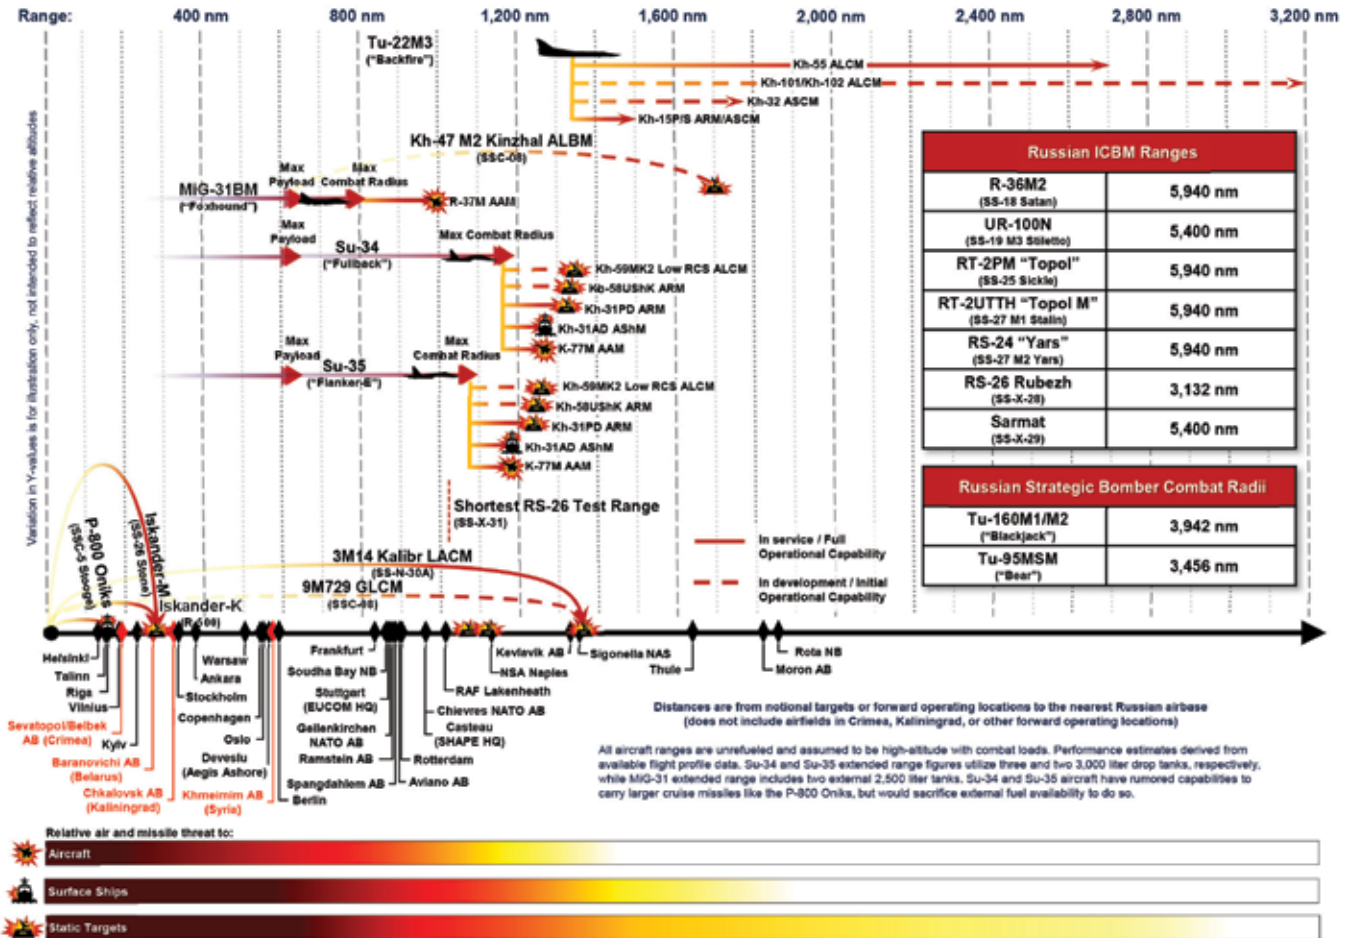 Range:
400 nm
800 nm
1,200 nm
1,600 nm
2,000 nm
2,400 nm
2,800 nm
3,200 nm
Tu-22M3
("Backfire")
Kh-55 ALCM
Kh-101/Kh-102 ALCM
Kh-32 ASCM
Kh-15P/S ARM/ASCM
Variation in Y-values is for illustration only, not intended to reflect relative altitudes
Kh-47 M2 Kinzhal ALBM
(SSC-08)
MiG-31BM
("Foxhound")
Max
Payload
Max
Combat Radius
R-37M AAM
Max
Payload
Su-34
("Fullback")
Max Combat Radius
Kh-59MK2 Low RCS ALCM
Kh-58UShK ARM
Kh-31PD ARM
Kh-31AD AShM
K-77M AAM
Max
Payload
Su-35
("Flanker-E")
Max
Combat Radius
Kh-59MK2 Low RCS ALCM
Kh-58UShK ARM
Kh-31PD ARM
Kh-31AD AShM
K-77M AAM
Shortest RS-26 Test Range
(SS-X-31)
Russian ICBM Ranges
R-36M2
(SS-18 Satan)
5,940 nm
UR-100N
(SS-19 M3 Stiletto)
5,400 nm
RT-2PM "Topol"
(SS-25 Sickle)
5,940 nm
RT-2UTTH "Topol M"
(SS-27 M1 Stalin)
5,940 nm
RS-24 "Yars"
(SS-27 M2 Yars)
5,940 nm
RS-26 Rubezh
(SS-X-28)
3,132 nm
Sarmat
(SS-X-29)
5,400 nm
Russian Strategic Bomber Combat Radii
Tu-160M1/M2
("Blackjack")
3,942 nm
Tu-95MSM
("Bear")
3,456 nm
In service / Full
Operational Capability
In development / Initial
Operational Capability
P-800 Oniks
(SSC-5 Stooge)
Iskander-M
(SS-26 Stone)
Iskander-K
(R-500)
3M14 Kalibr LACM
(SS-N-30A)
9M729 GLCM
(SSC-08)
Helsinki
Talinn
Riga
Vilnius
Sevatopol/Belbek
AB (Crimea)
Kyiv
Baranovichi AB
(Belarus)
Chkalovsk AB
(Kaliningrad)
Warsaw
Ankara
Stockholm
Copenhagen
Oslo
Deveslu
(Aegis Ashore)
Khmeimim AB
(Syria)
Berlin
Frankfurt
Soudha Bay NB
Stuttgart
(EUCOM HQ)
Geilenkirchen
NATO AB
Ramstein AB
Spangdahlem AB
Aviano AB
Rotterdam
Casteau
(SHAPE HQ)
Chievres NATO AB
RAF Lakenheath
NSA Naples
Kevlavik AB
Sigonella NAS
Thule
Moron AB
Rota NB
Distances are from notional targets or forward operating locations to the nearest Russian airbase
(does not include airfields in Crimea, Kaliningrad, or other forward operating locations)
All aircraft ranges are unrefueled and assumed to be high-altitude with combat loads. Performance estimates derived from
available flight profile data. Su-34 and Su-35 extended range figures utilize three and two 3,000 liter drop tanks, respectively,
while MiG-31 extended range includes two external 2,500 liter tanks. Su-34 and Su-35 aircraft have rumored capabilities to
carry larger cruise missiles like the P-800 Oniks, but would sacrifice external fuel availability to do so.
Relative air and missile threat to:
Aircraft
Surface Ships
Static Targets